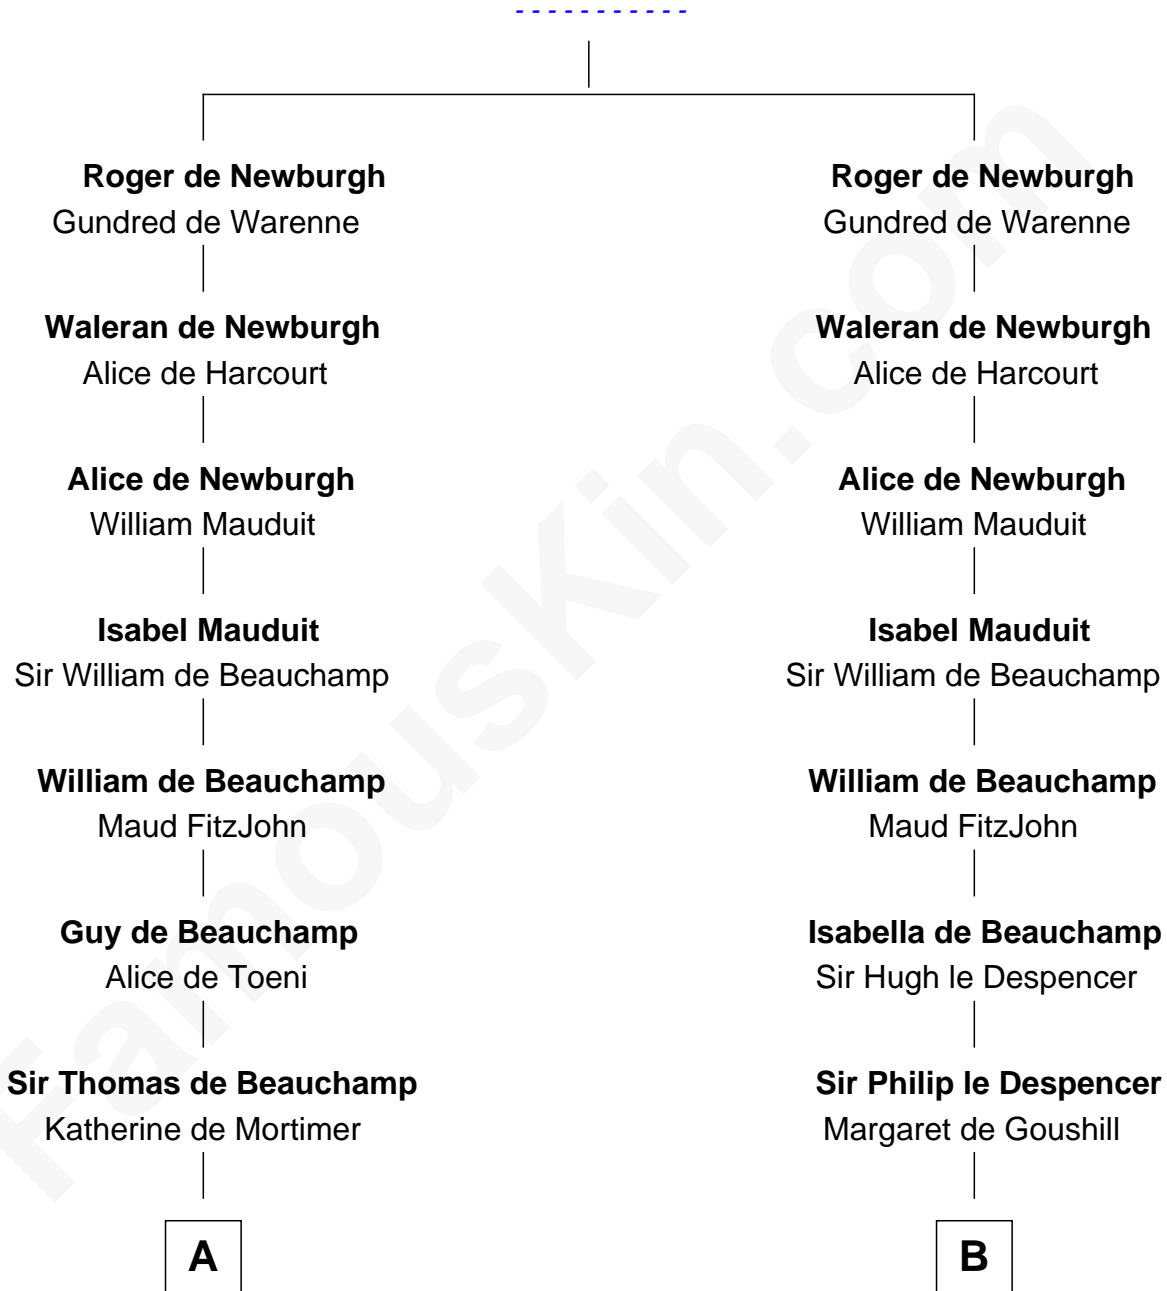 - - - - - - - - - - -
Roger de Newburgh Roger de Newburgh
Gundred de Warenne Gundred de Warenne
Waleran de Newburgh Waleran de Newburgh
Alice de Harcourt Alice de Harcourt
Alice de Newburgh Alice de Newburgh
William Mauduit William Mauduit
Isabel Mauduit Isabel Mauduit
Sir William de Beauchamp Sir William de Beauchamp
William de Beauchamp William de Beauchamp
Maud FitzJohn Maud FitzJohn
Guy de Beauchamp Isabella de Beauchamp
Alice de Toeni Sir Hugh le Despencer
Sir Thomas de Beauchamp Sir Philip le Despencer
Katherine de Mortimer Margaret de Goushill
A B
FamousKin.com